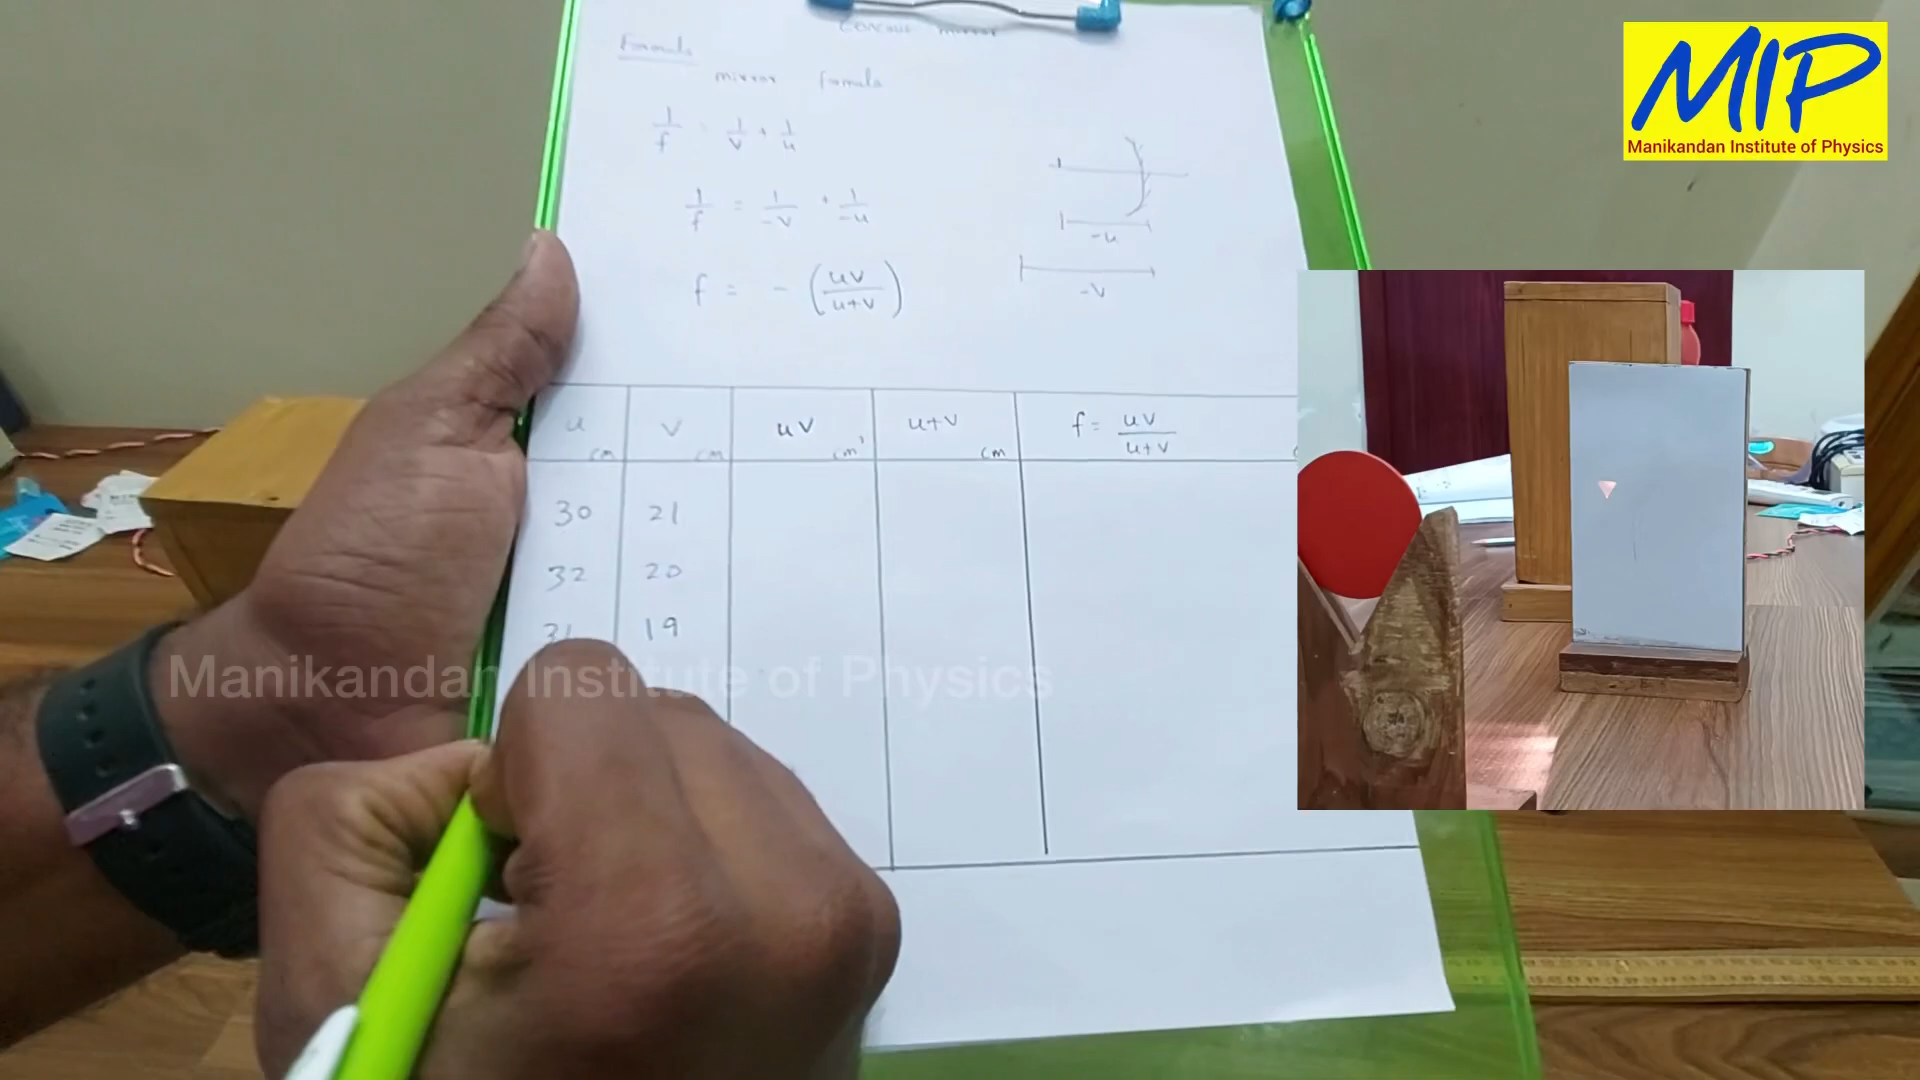 Concave mirror
Formula
mirror formula
1/f = 1/v + 1/u
1/f = 1/-v + 1/-u
-u
f = - (uv/u+v)
-v
u cm v cm uv cm² u+v cm f = uv/u+v
30 21
32 20
19
MIP
Manikandan Institute of Physics
Manikandan Institute of Physics